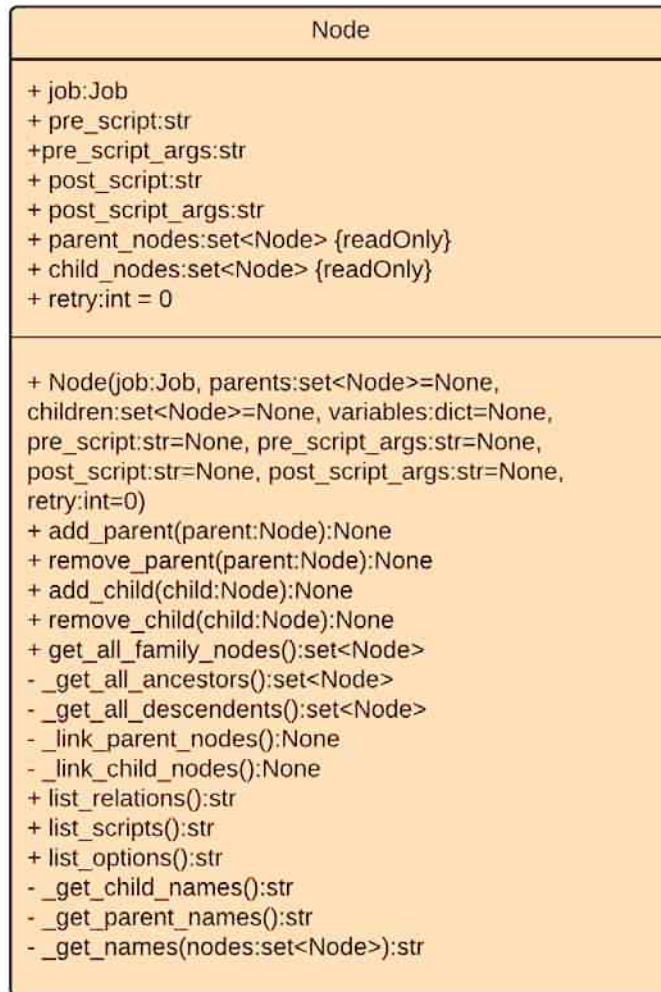 Node
+ job:Job
+ pre_script:str
+pre_script_args:str
+ post_script:str
+ post_script_args:str
+ parent_nodes:set<Node> {readOnly}
+ child_nodes:set<Node> {readOnly}
+ retry:int = 0
+ Node(job:Job, parents:set<Node>=None,
children:set<Node>=None, variables:dict=None,
pre_script:str=None, pre_script_args:str=None,
post_script:str=None, post_script_args:str=None,
retry:int=0)
+ add_parent(parent:Node):None
+ remove_parent(parent:Node):None
+ add_child(child:Node):None
+ remove_child(child:Node):None
+ get_all_family_nodes():set<Node>
- _get_all_ancestors():set<Node>
- _get_all_descendents():set<Node>
- _link_parent_nodes():None
- _link_child_nodes():None
+ list_relations():str
+ list_scripts():str
+ list_options():str
- _get_child_names():str
- _get_parent_names():str
- _get_names(nodes:set<Node>):str